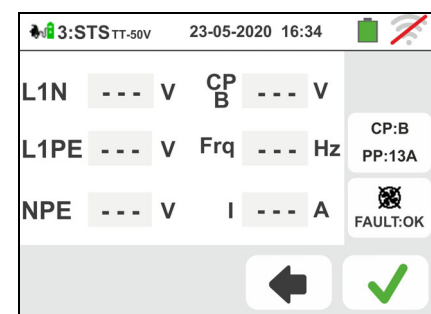 3:STS TT-50V 23-05-2020 16:34
L1N --- V CP B --- V
L1PE --- V Frq --- Hz
NPE --- V I --- A
CP:B
PP:13A
FAULT:OK